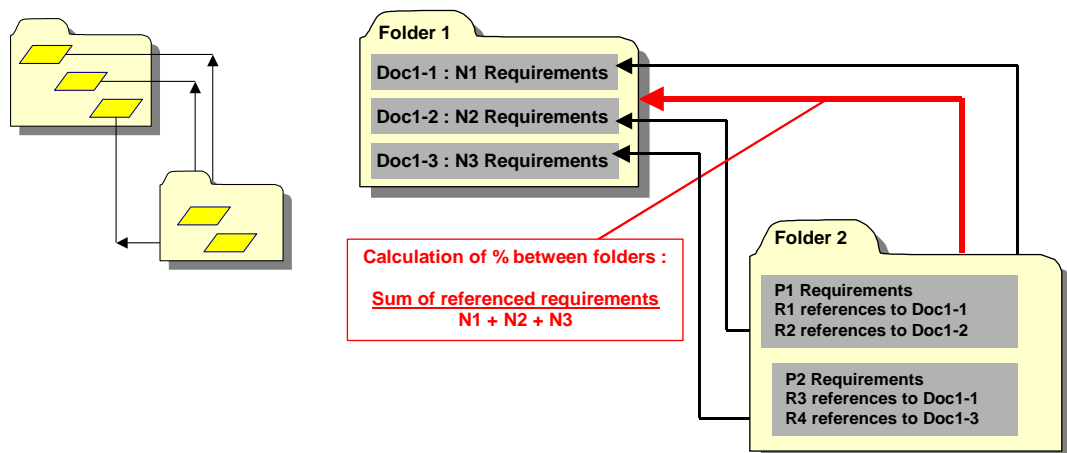 Folder 1
Doc1-1 : N1 Requirements
Doc1-2 : N2 Requirements
Doc1-3 : N3 Requirements
Calculation of % between folders :
Sum of referenced requirements
N1 + N2 + N3
Folder 2
P1 Requirements
R1 references to Doc1-1
R2 references to Doc1-2
P2 Requirements
R3 references to Doc1-1
R4 references to Doc1-3